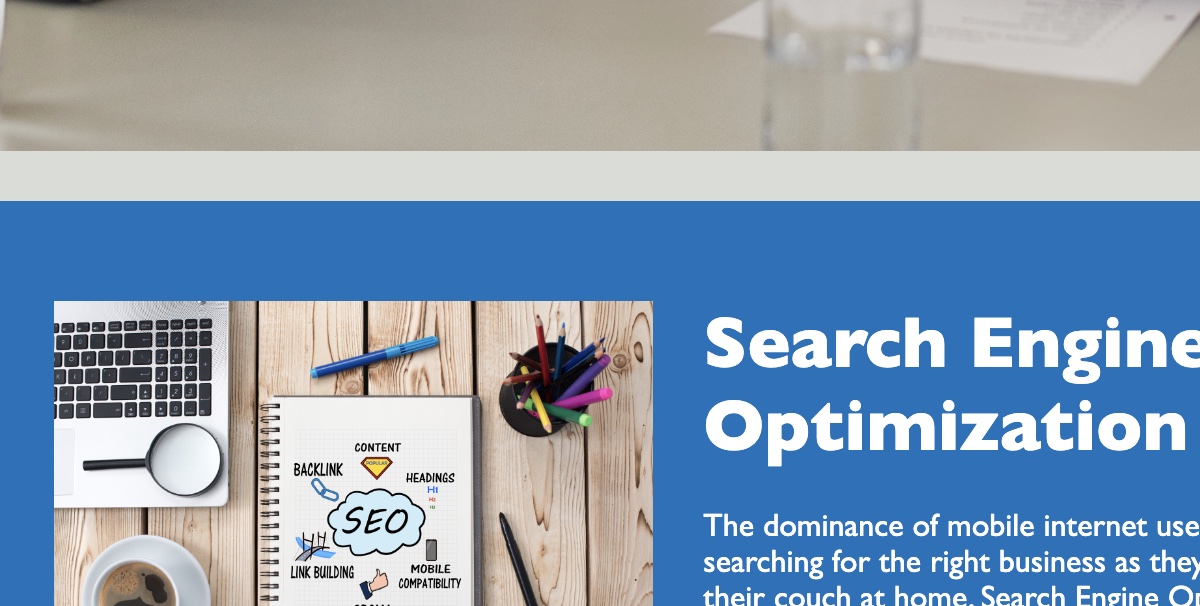 Search Engine
Optimization
The dominance of mobile internet use
searching for the right business as they
their couch at home. Search Engine
CONTENT
POPULAR
BACKLINK
HEADINGS
H1
H2
H3
SEO
LINK BUILDING
MOBILE
COMPATIBILITY